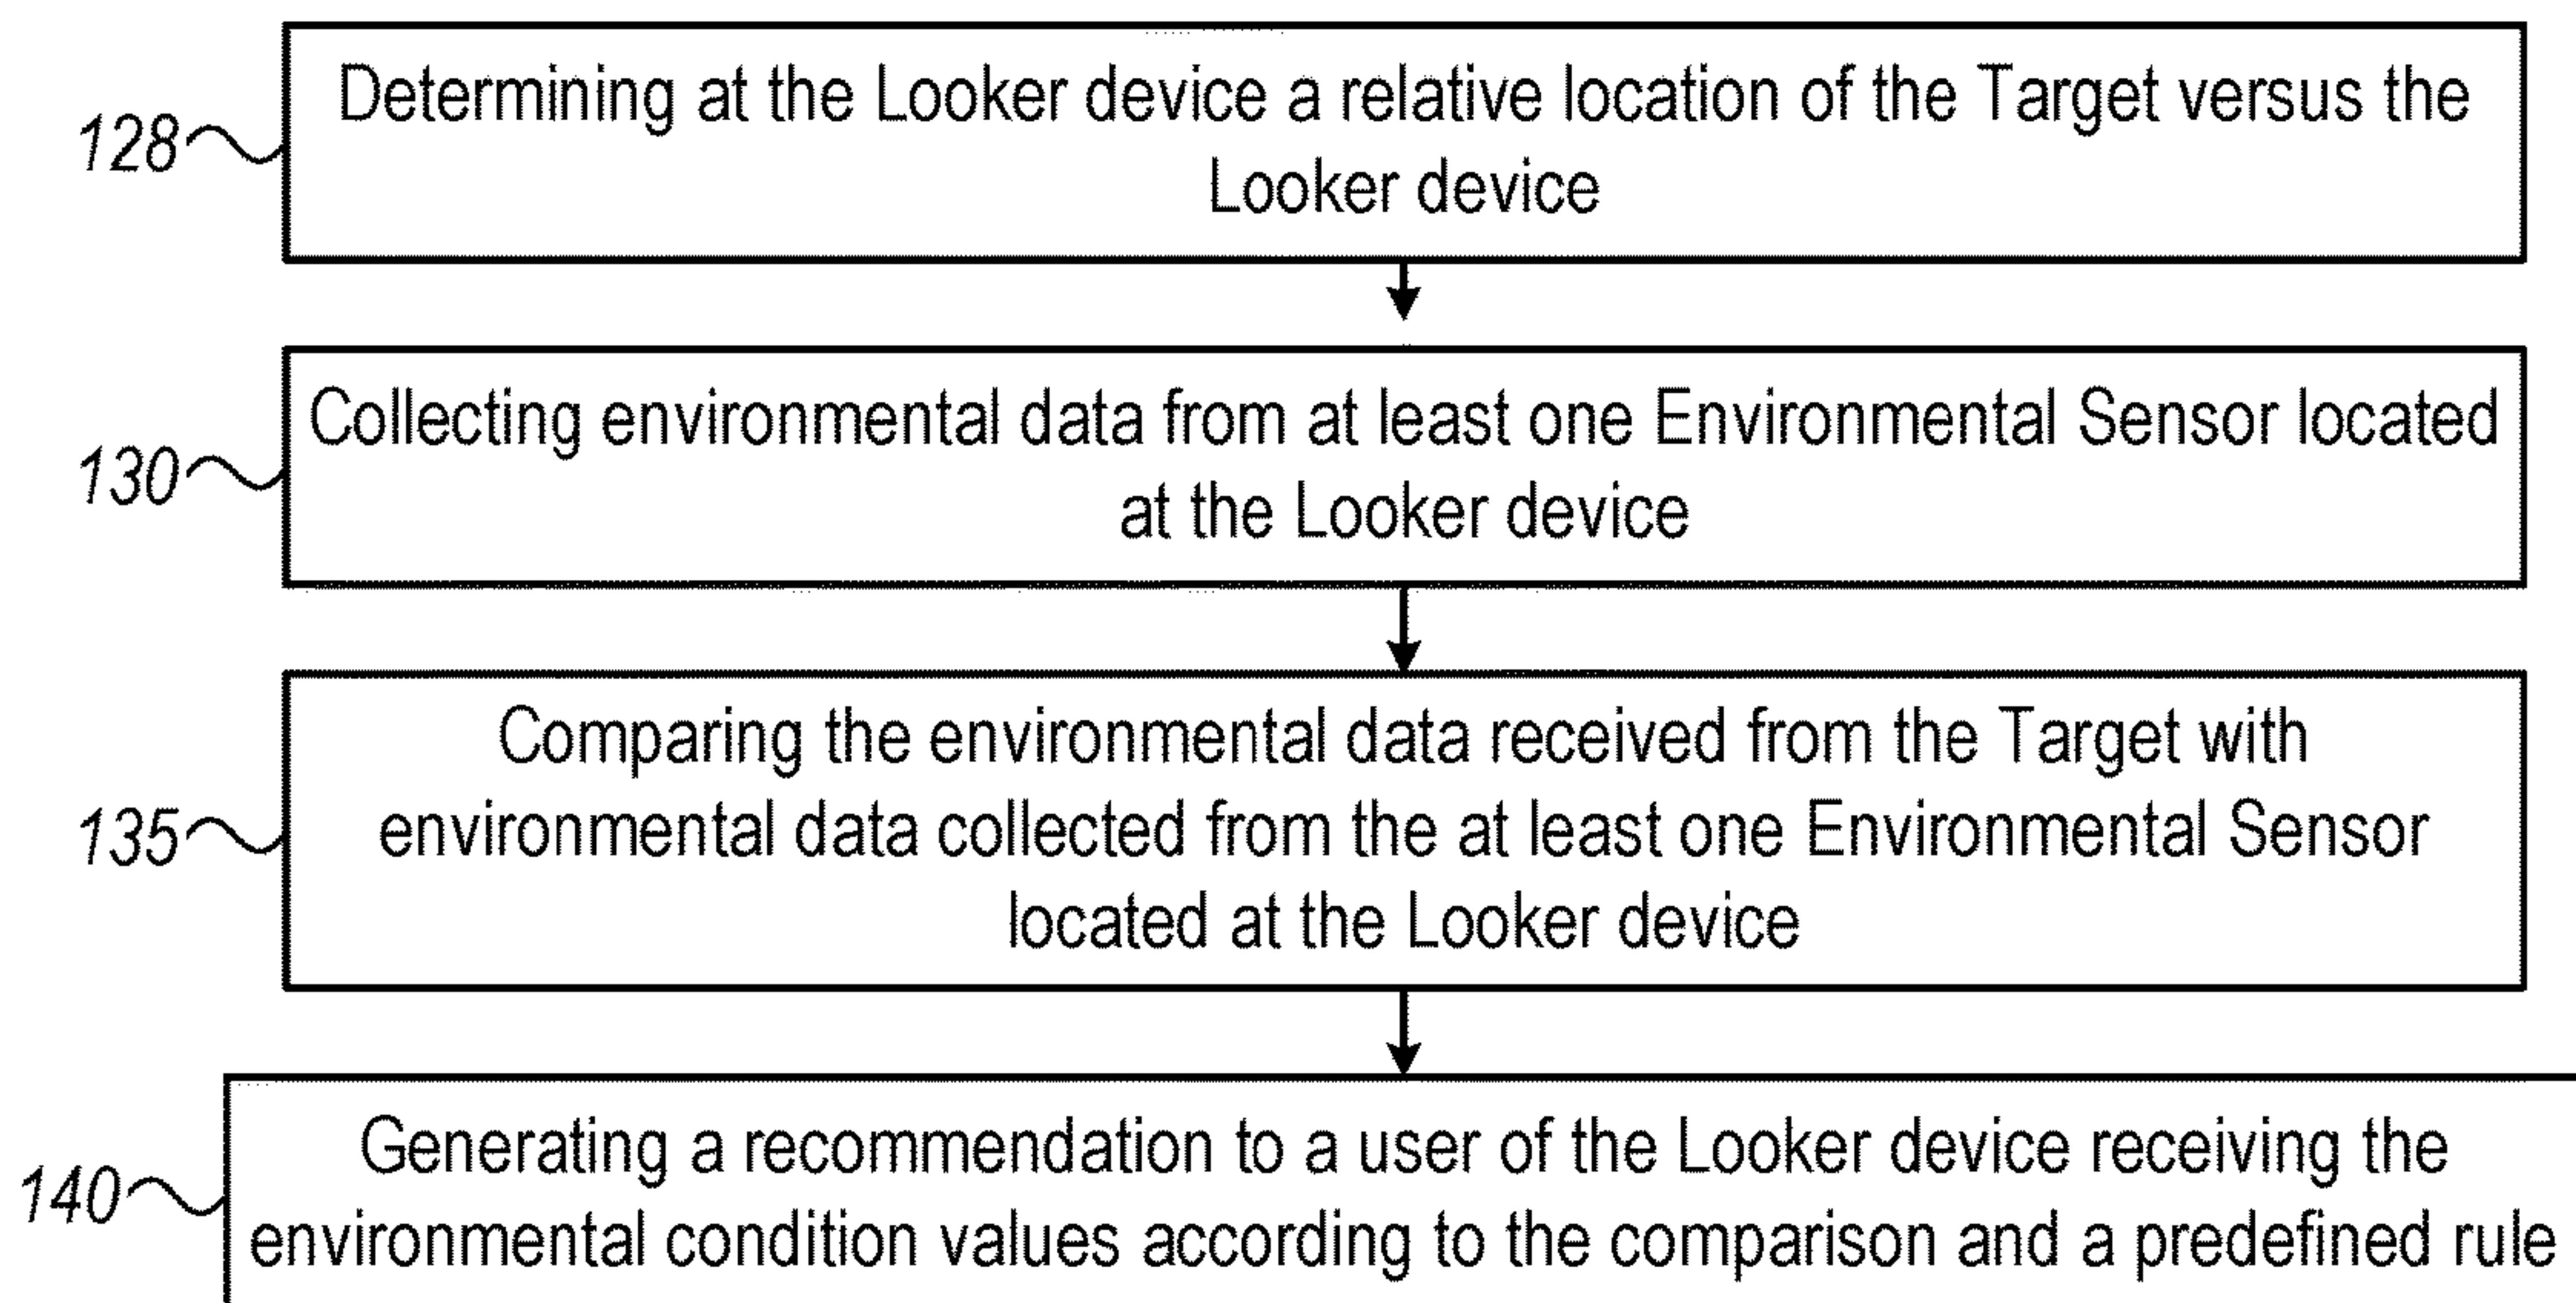 128
Determining at the Looker device a relative location of the Target versus the
Looker device
130
Collecting environmental data from at least one Environmental Sensor located
at the Looker device
135
Comparing the environmental data received from the Target with
environmental data collected from the at least one Environmental Sensor
located at the Looker device
140
Generating a recommendation to a user of the Looker device receiving the
environmental condition values according to the comparison and a predefined rule